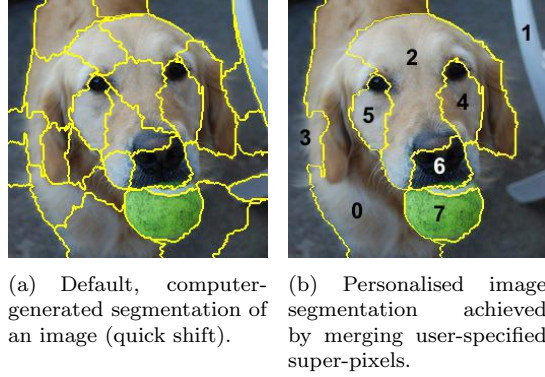 1
2
4
5
3
6
0
7
(a) Default, computer-
generated segmentation of
an image (quick shift).
(b) Personalised image
segmentation achieved
by merging user-specified
super-pixels.